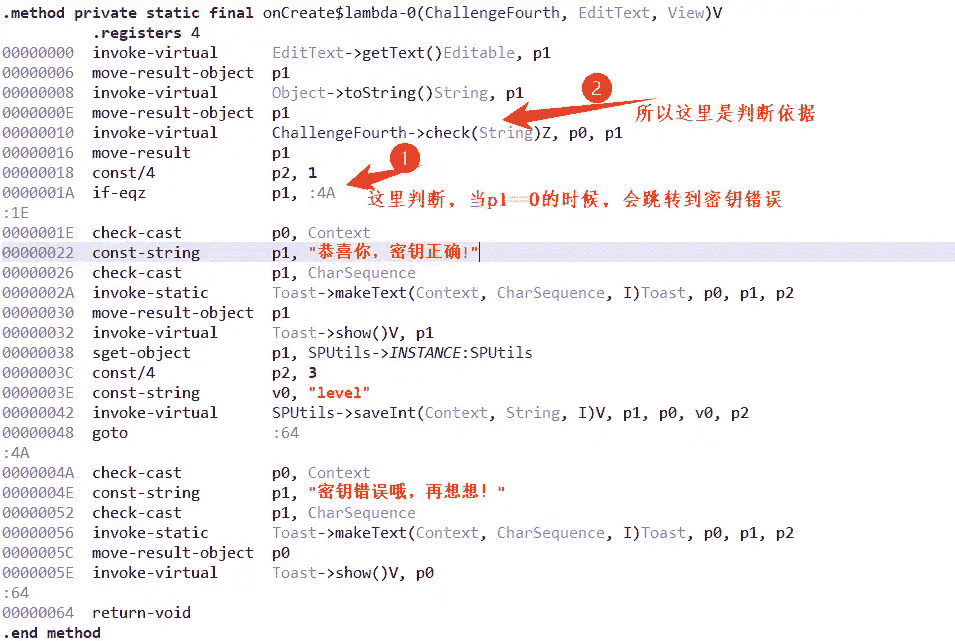 .method private static final onCreate$lambda-0(ChallengeFourth, EditText, View)V
.registers 4
00000000 invoke-virtual EditText->getText()Editable, p1
00000006 move-result-object p1
00000008 invoke-virtual Object->toString()String, p1
2
0000000E move-result-object p1
所以这里是判断依据
00000010 invoke-virtual ChallengeFourth->check(String)Z, p0, p1
00000016 move-result p1
1
00000018 const/4 p2, 1
0000001A if-eqz p1, :4A
这里判断，当p1==0的时候，会跳转到密钥错误
:1E
0000001E check-cast p0, Context
00000022 const-string p1, "恭喜你，密钥正确!"
00000026 check-cast p1, CharSequence
0000002A invoke-static Toast->makeText(Context, CharSequence, I)Toast, p0, p1, p2
00000030 move-result-object p1
00000032 invoke-virtual Toast->show()V, p1
00000038 sget-object p1, SPUtils->INSTANCE:SPUtils
0000003C const/4 p2, 3
0000003E const-string v0, "level"
00000042 invoke-virtual SPUtils->saveInt(Context, String, I)V, p1, p0, v0, p2
00000048 goto :64
:4A
0000004A check-cast p0, Context
0000004E const-string p1, "密钥错误哦，再想想！"
00000052 check-cast p1, CharSequence
00000056 invoke-static Toast->makeText(Context, CharSequence, I)Toast, p0, p1, p2
0000005C move-result-object p0
0000005E invoke-virtual Toast->show()V, p0
:64
00000064 return-void
.end method